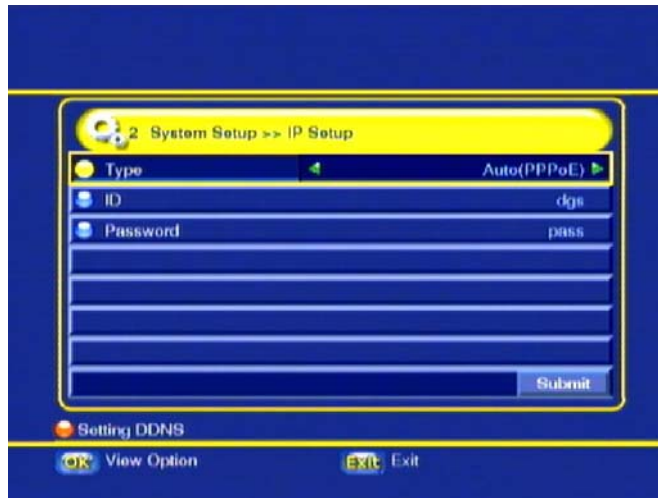 2 System Setup >> IP Setup
Type Auto(PPPoE)
ID dgs
Password pass
Submit
Setting DDNS
OK View Option Exit Exit